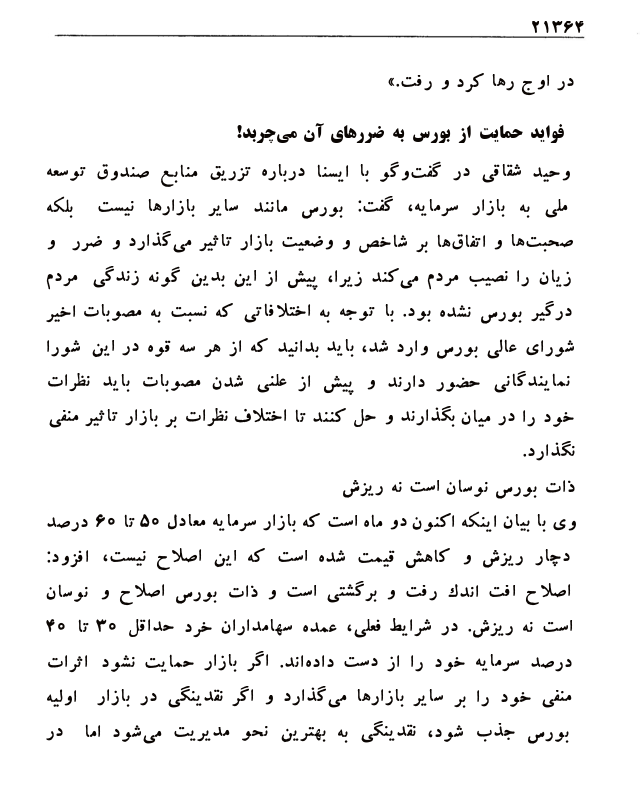 ۲۱۳۶۴
در اوج رها کرد و رفت.»
فواید حمایت از بورس به ضررهای آن می‌چربد!
وحید شقاقی در گفت‌وگو با ایسنا درباره تزریق منابع صندوق توسعه
ملی به بازار سرمایه، گفت: بورس مانند سایر بازارها نیست بلکه
صحبت‌ها و اتفاق‌ها بر شاخص و وضعیت بازار تاثیر می‌گذارد و ضرر و
زیان را نصیب مردم می‌کند زیرا، پیش از این بدین گونه زندگی مردم
درگیر بورس نشده بود. با توجه به اختلافاتی که نسبت به مصوبات اخیر
شورای عالی بورس وارد شد، باید بدانید که از هر سه قوه در این شورا
نمایندگانی حضور دارند و پیش از علنی شدن مصوبات باید نظرات
خود را در میان بگذارند و حل کنند تا اختلاف نظرات بر بازار تاثیر منفی
نگذارد.
ذات بورس نوسان است نه ریزش
وی با بیان اینکه اکنون دو ماه است که بازار سرمایه معادل ۵۰ تا ۶۰ درصد
دچار ریزش و کاهش قیمت شده است که این اصلاح نیست، افزود:
اصلاح افت اندك رفت و برگشتی است و ذات بورس اصلاح و نوسان
است نه ریزش. در شرایط فعلی، عمده سهامداران خرد حداقل ۳۰ تا ۴۰
درصد سرمایه خود را از دست داده‌اند. اگر بازار حمایت نشود اثرات
منفی خود را بر سایر بازارها می‌گذارد و اگر نقدینگی در بازار اولیه
بورس جذب شود، نقدینگی به بهترین نحو مدیریت می‌شود اما در